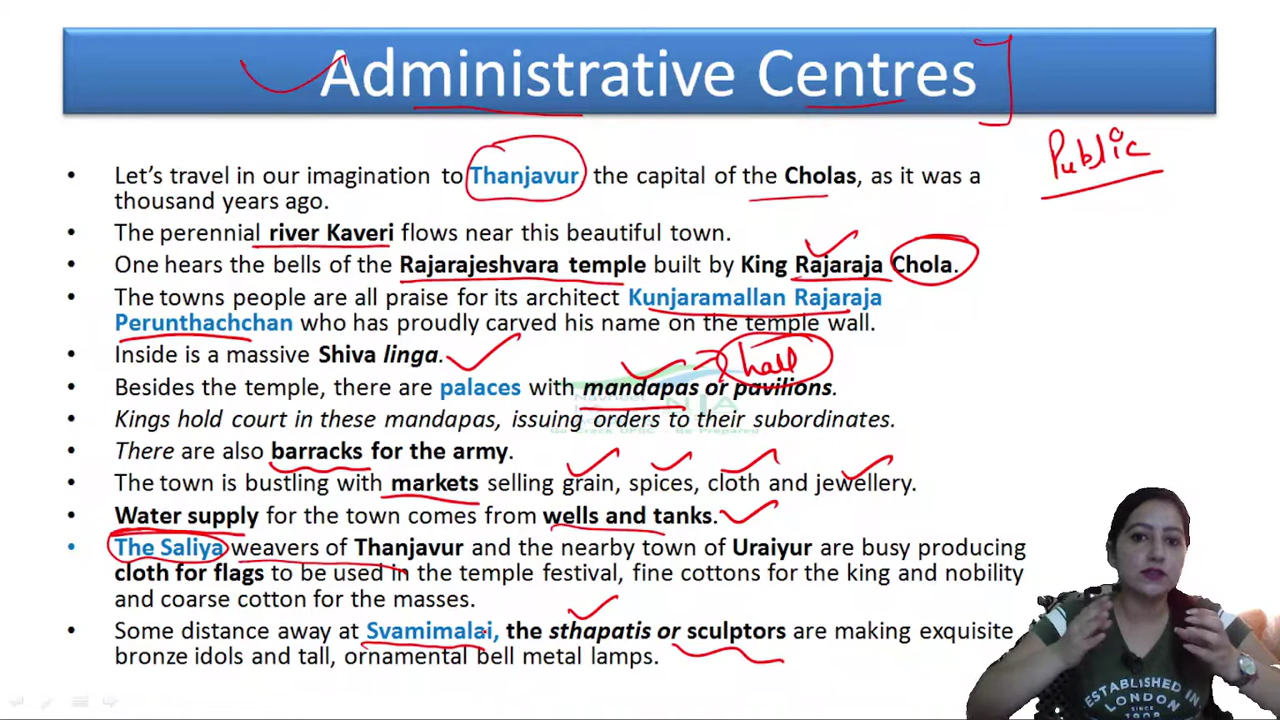 Administrative Centres
Public
Let's travel in our imagination to Thanjavur, the capital of the Cholas, as it was a
thousand years ago.
The perennial river Kaveri flows near this beautiful town.
One hears the bells of the Rajarajeshvara temple built by King Rajaraja Chola.
The towns people are all praise for its architect Kunjaramallan Rajaraja
Perunthachchan who has proudly carved his name on the temple wall.
Inside is a massive Shiva linga.
hall
Besides the temple, there are palaces with mandapas or pavilions.
Kings hold court in these mandapas, issuing orders to their subordinates.
There are also barracks for the army.
The town is bustling with markets selling grain, spices, cloth and jewellery.
Water supply for the town comes from wells and tanks.
The Saliya weavers of Thanjavur and the nearby town of Uraiyur are busy producing
cloth for flags to be used in the temple festival, fine cottons for the king and nobility
and coarse cotton for the masses.
Some distance away at Svamimalai, the sthapatis or sculptors are making exquisite
bronze idols and tall, ornamental bell metal lamps.
ESTABLISHED IN
LONDON
SINCE